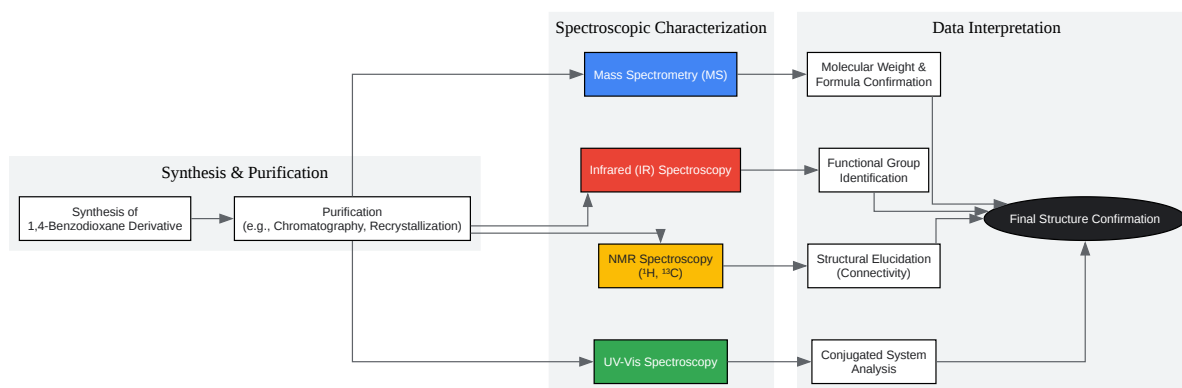 Spectroscopic Characterization
Data Interpretation
Mass Spectrometry (MS)
Molecular Weight &
Formula Confirmation
Synthesis & Purification
Infrared (IR) Spectroscopy
Functional Group
Identification
Synthesis of
1,4-Benzodioxane Derivative
Purification
(e.g., Chromatography, Recrystallization)
Final Structure Confirmation
NMR Spectroscopy
(¹H, ¹³C)
Structural Elucidation
(Connectivity)
UV-Vis Spectroscopy
Conjugated System
Analysis